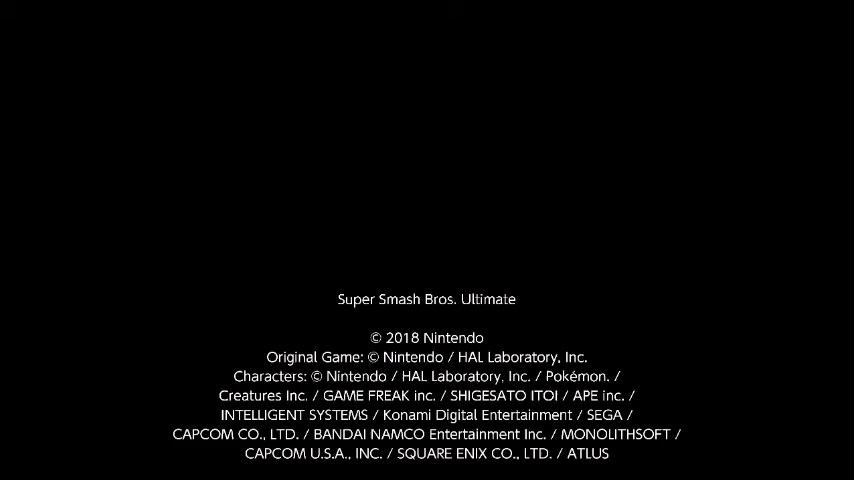 Super Smash Bros. Ultimate
© 2018 Nintendo
Original Game: © Nintendo / HAL Laboratory, Inc.
Characters: © Nintendo / HAL Laboratory, Inc. / Pokémon. /
Creatures Inc. / GAME FREAK inc. / SHIGESATO ITOI / APE inc. /
INTELLIGENT SYSTEMS / Konami Digital Entertainment / SEGA /
CAPCOM CO., LTD. / BANDAI NAMCO Entertainment Inc. / MONOLITHSOFT /
CAPCOM U.S.A., INC. / SQUARE ENIX CO., LTD. / ATLUS